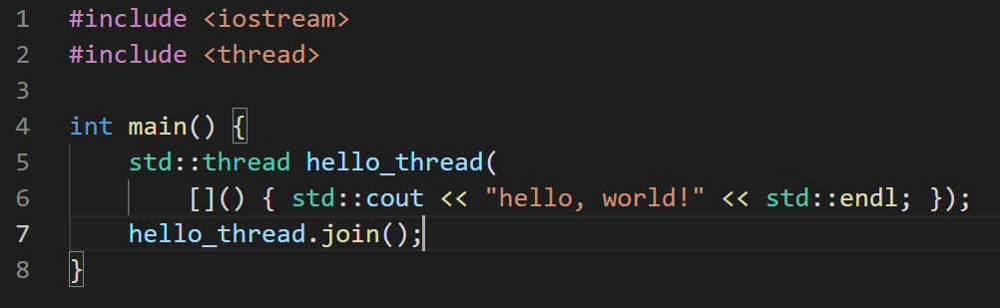 1 #include <iostream>
2 #include <thread>
3
4 int main() {
5     std::thread hello_thread(
6         []() { std::cout << "hello, world!" << std::endl; });
7     hello_thread.join();
8 }